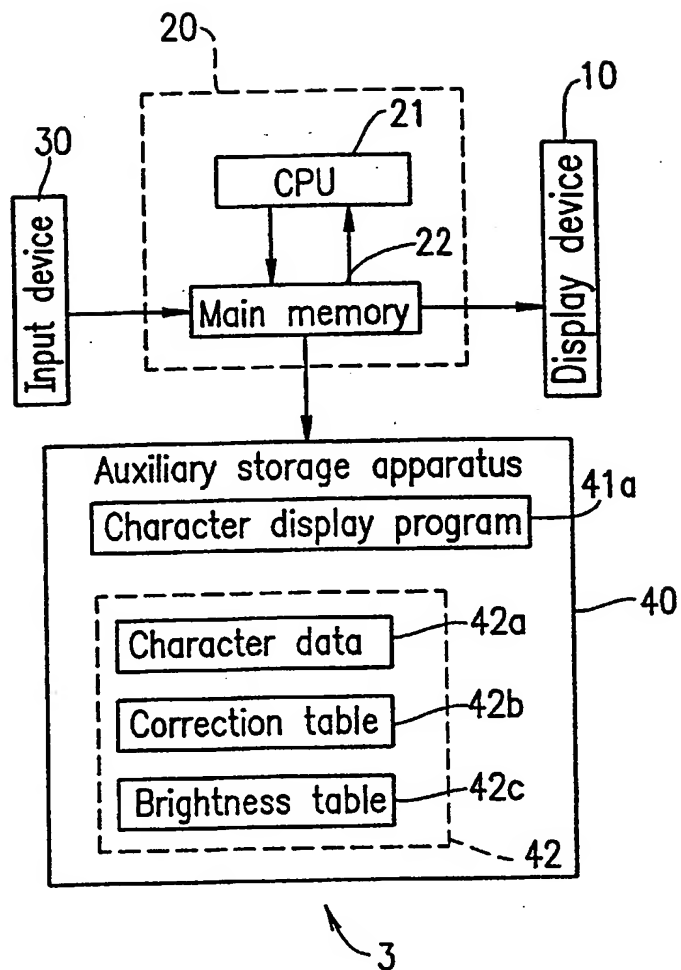 20
21
10
30
CPU
22
Input device
Main memory
Display device
Auxiliary storage apparatus
41a
Character display program
40
Character data
42a
Correction table
42b
Brightness table
42c
42
3